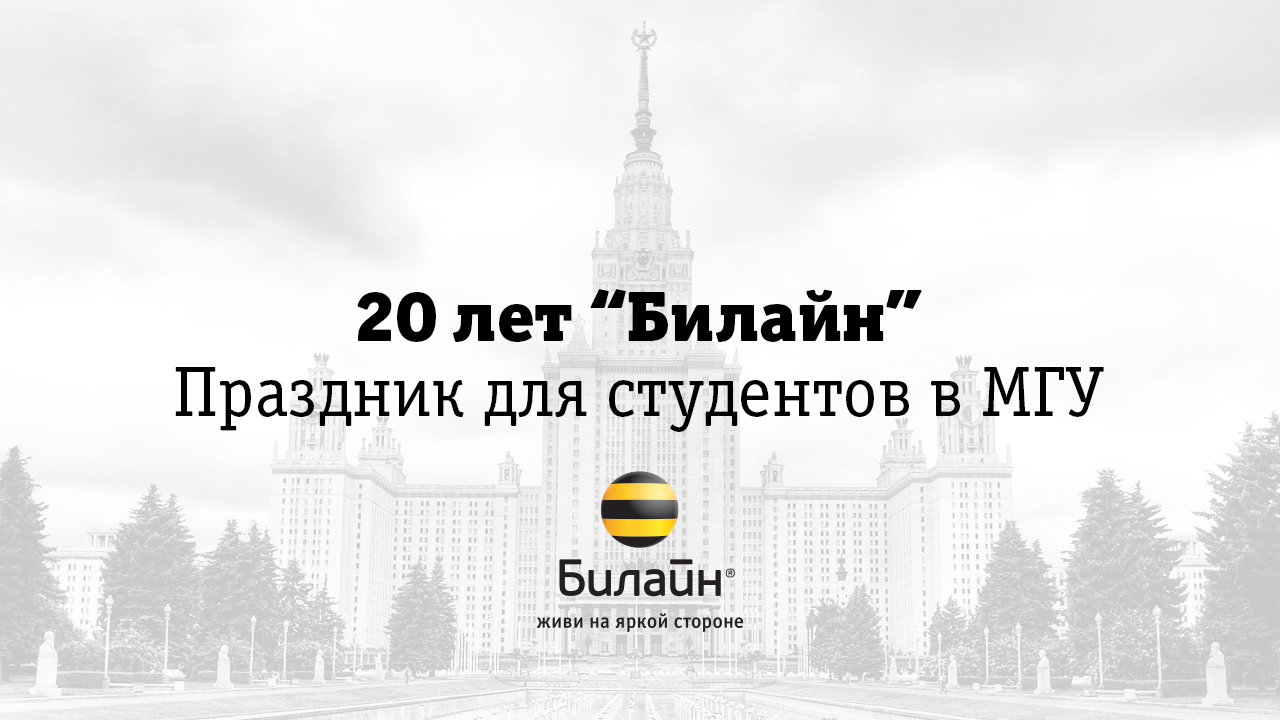 20 лет “Билайн”
Праздник для студентов в МГУ
Билайн®
живи на яркой стороне